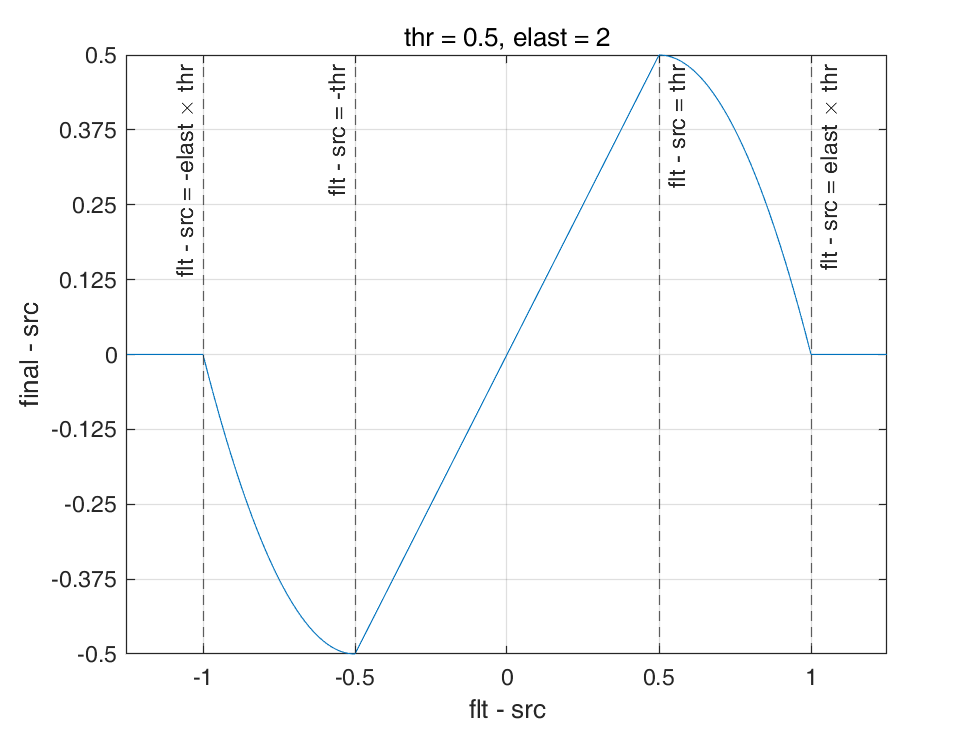 thr = 0.5, elast = 2
0.5
0.375
0.25
0.125
0
-0.125
-0.25
-0.375
-0.5
final - src
flt - src = -elast × thr
flt - src = -thr
flt - src = thr
flt - src = elast × thr
-1
-0.5
0
0.5
1
flt - src